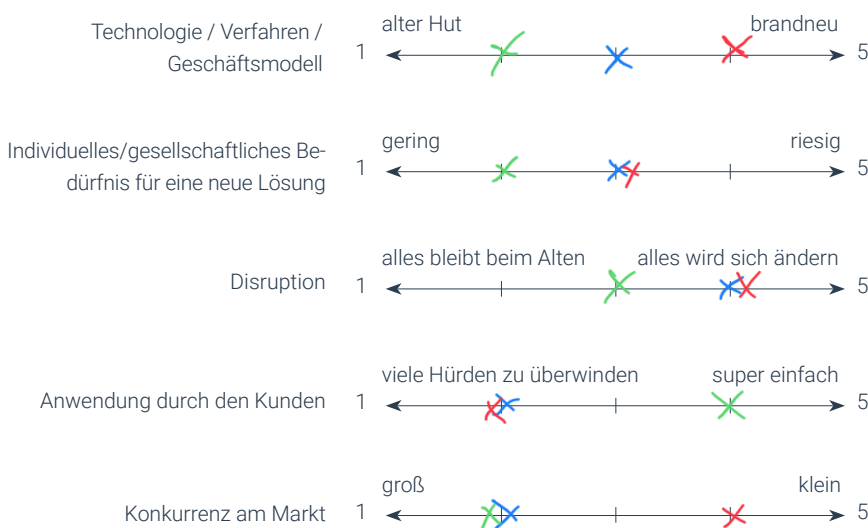 Technologie / Verfahren /
Geschäftsmodell
1
alter Hut
brandneu
5
Individuelles/gesellschaftliches Be-
dürfnis für eine neue Lösung
1
gering
riesig
5
Disruption
1
alles bleibt beim Alten
alles wird sich ändern
5
Anwendung durch den Kunden
1
viele Hürden zu überwinden
super einfach
5
Konkurrenz am Markt
1
groß
klein
5